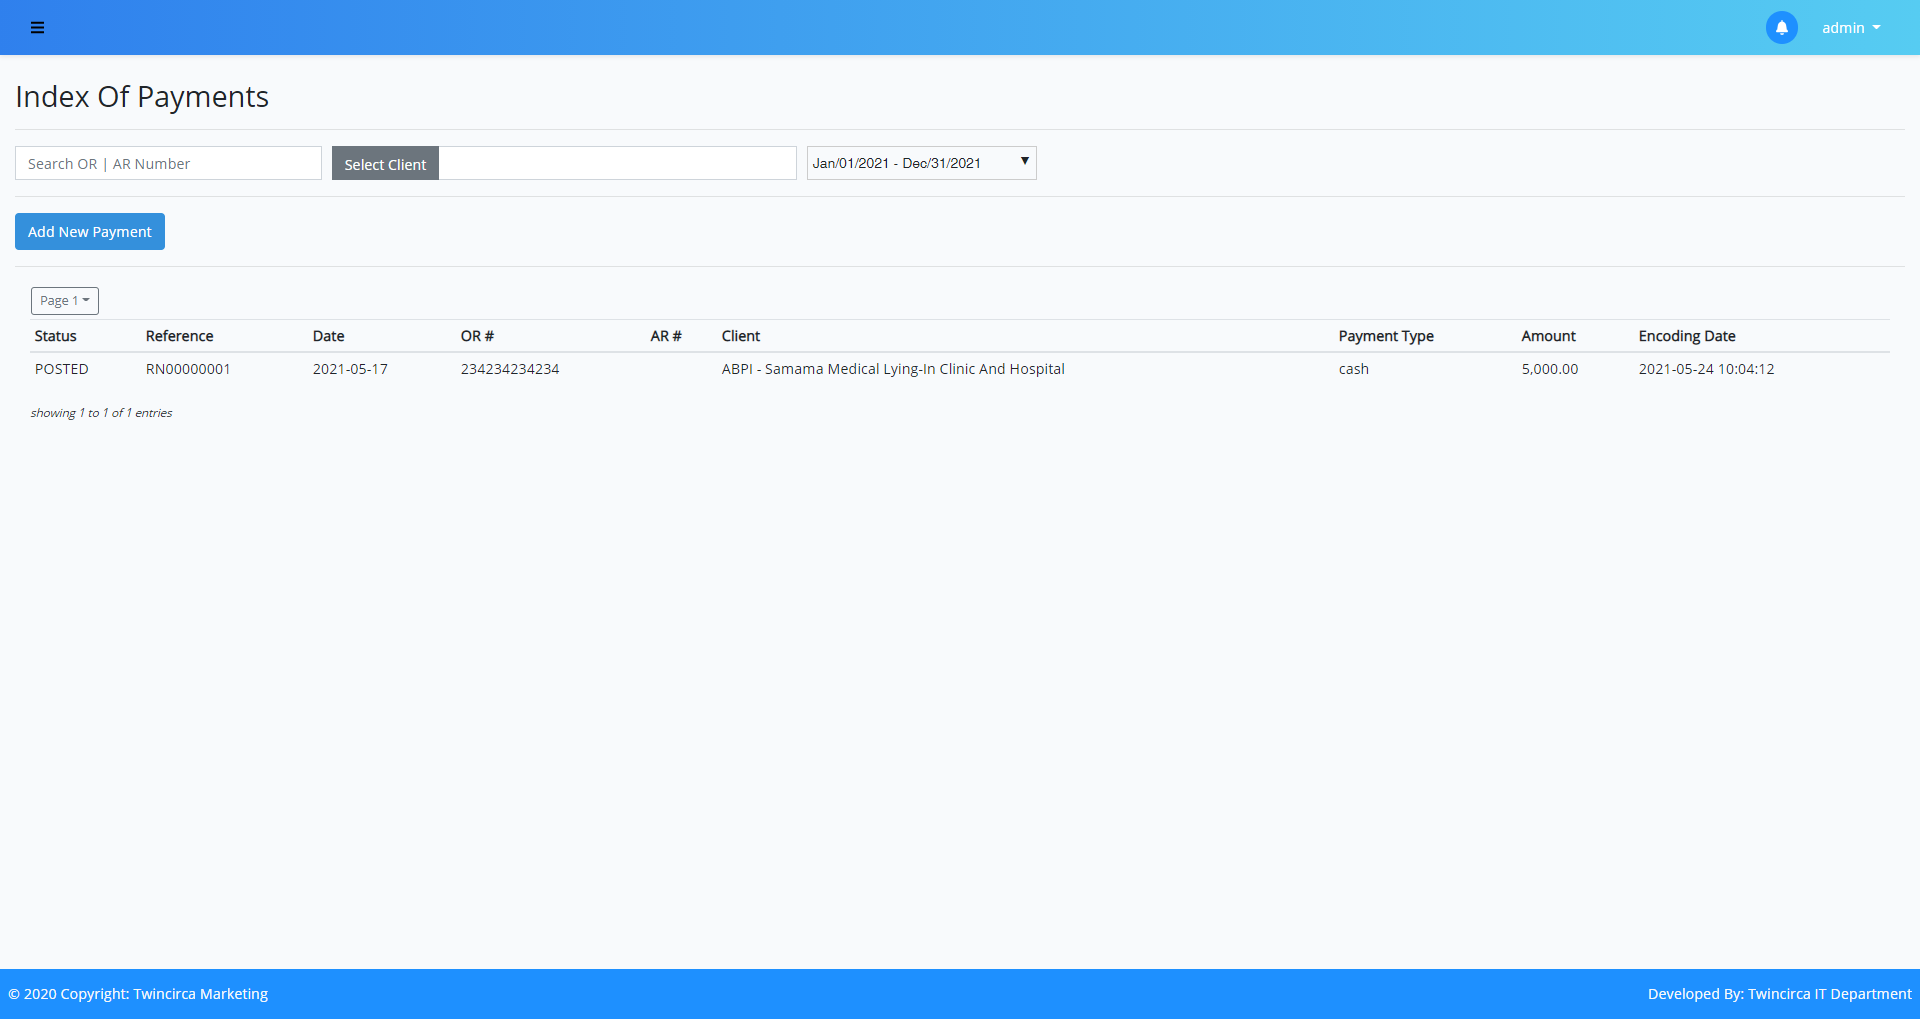 admin
Index Of Payments
Search OR | AR Number Select Client Jan/01/2021 - Dec/31/2021
Add New Payment
Page 1
Status Reference Date OR # AR # Client Payment Type Amount Encoding Date
POSTED RN00000001 2021-05-17 234234234234 ABPI - Samama Medical Lying-In Clinic And Hospital cash 5,000.00 2021-05-24 10:04:12
showing 1 to 1 of 1 entries
© 2020 Copyright: Twincirca Marketing Developed By: Twincirca IT Department